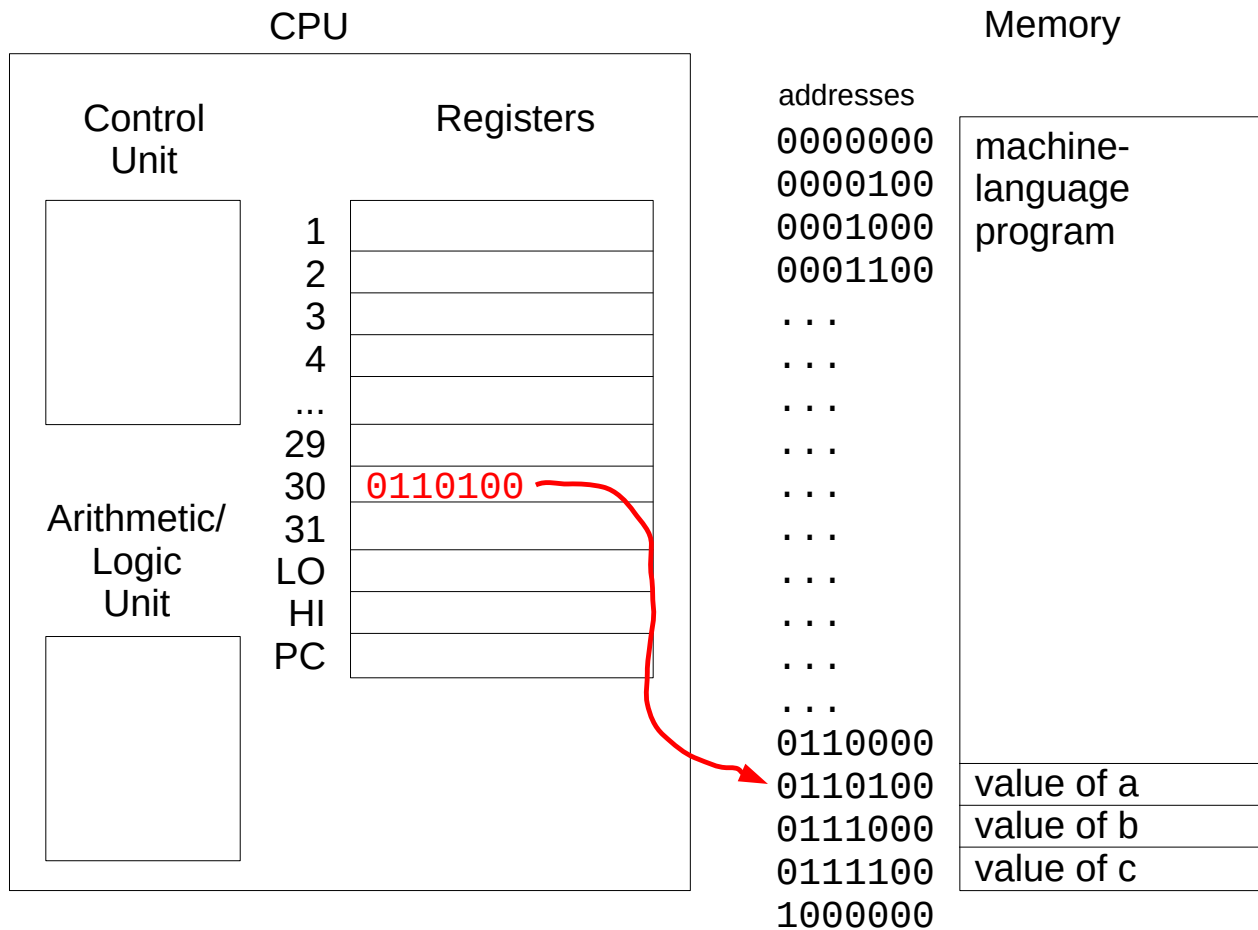 CPU
Control
Unit
Registers
1
2
3
4
...
29
30 0110100
31
LO
HI
PC
Arithmetic/
Logic
Unit
Memory
addresses
0000000 machine-
0000100 language
0001000 program
0001100
...
...
...
...
...
...
...
...
...
...
0110000
0110100 value of a
0111000 value of b
0111100 value of c
1000000